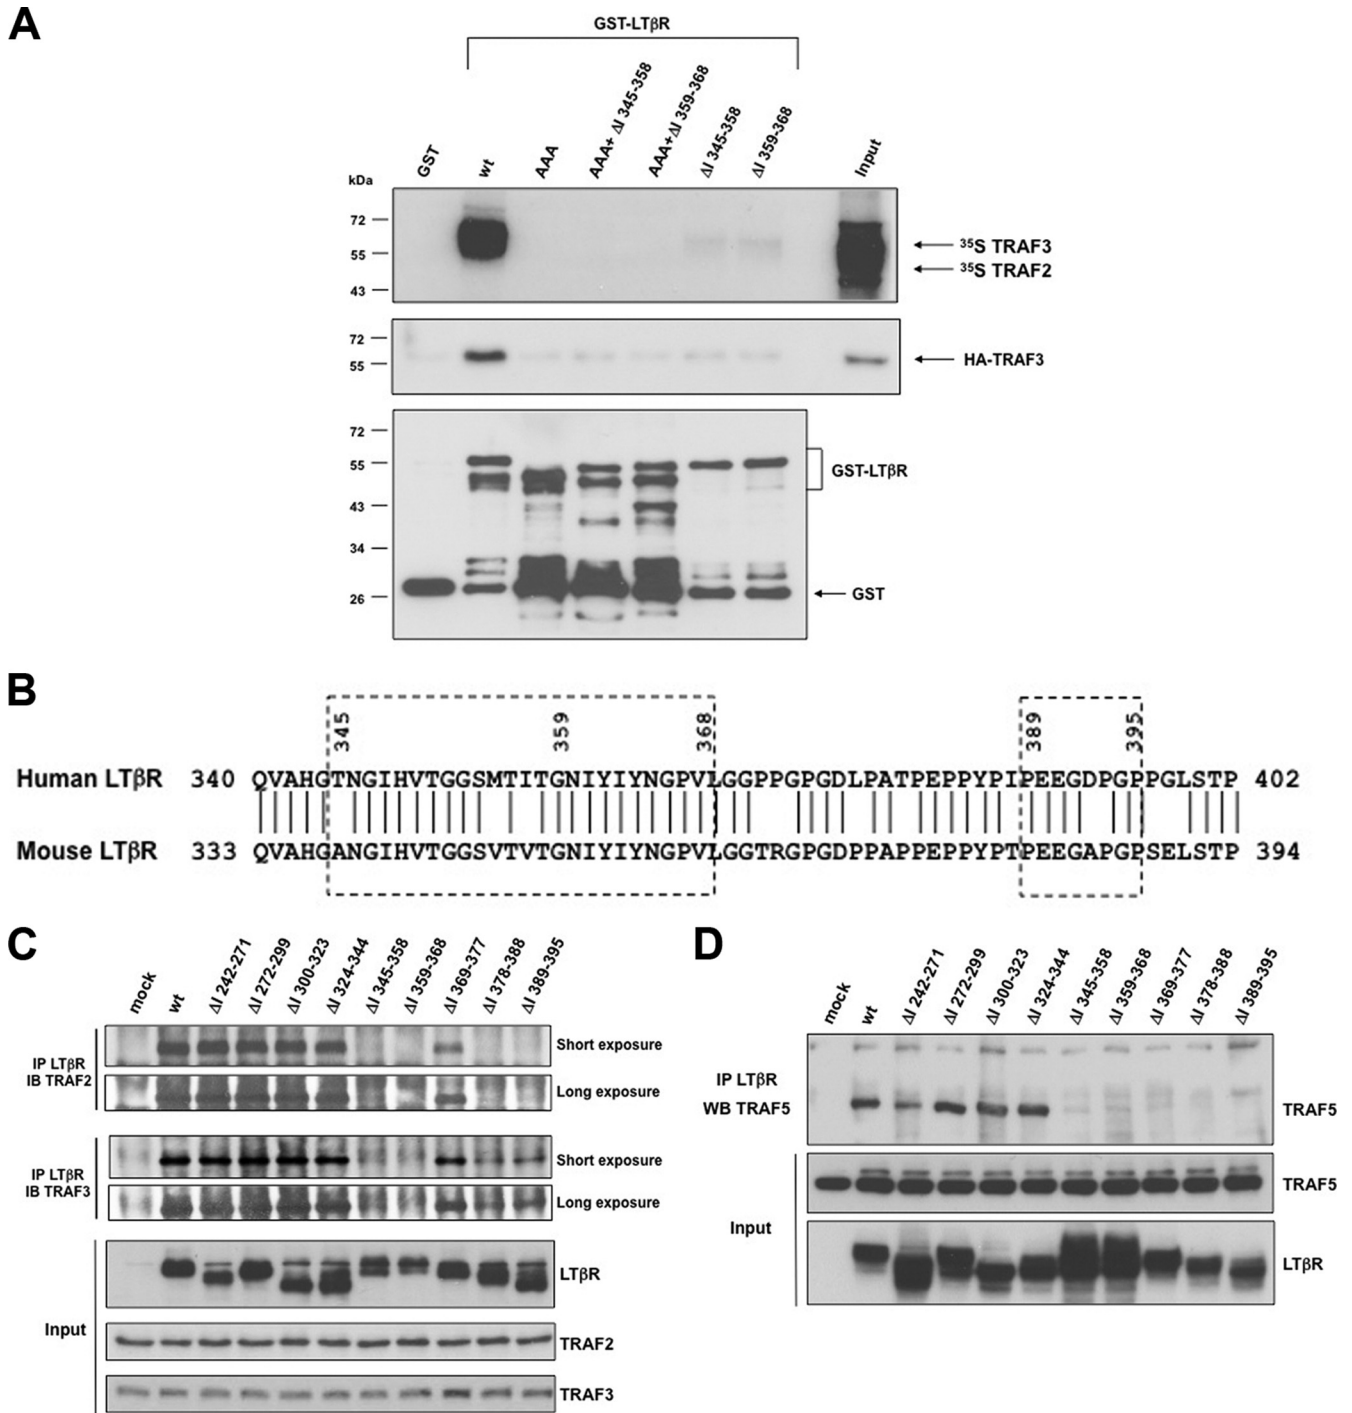 A
GST-LTβR
GST
wt
AAA
AAA+ ΔI 345-358
AAA+ΔI 359-368
ΔI 345-358
ΔI 359-368
Input
kDa
72
55
43
35S TRAF3
35S TRAF2
72
55
HA-TRAF3
72
55
43
34
26
GST-LTβR
GST
B
345
359
368
389
395
Human LTβR 340 QVAHGTNGIHVTGGSMTITGNIYIYNGPVLGGPPGPGDLPATPEPPYPIPEEGDPGPPGLSTP 402
Mouse LTβR 333 QVAHGANGIHVTGGSVTVTGNIYIYNGPVLGGTRGPGDPPAPPEPPYPTPEEGAPGPSELSTP 394
C
mock
wt
ΔI 242-271
ΔI 272-299
ΔI 300-323
ΔI 324-344
ΔI 345-358
ΔI 359-368
ΔI 369-377
ΔI 378-388
ΔI 389-395
IP LTβR
IB TRAF2
Short exposure
Long exposure
IP LTβR
IB TRAF3
Short exposure
Long exposure
Input
LTβR
TRAF2
TRAF3
D
mock
wt
ΔI 242-271
ΔI 272-299
ΔI 300-323
ΔI 324-344
ΔI 345-358
ΔI 359-368
ΔI 369-377
ΔI 378-388
ΔI 389-395
IP LTβR
WB TRAF5
TRAF5
Input
TRAF5
LTβR